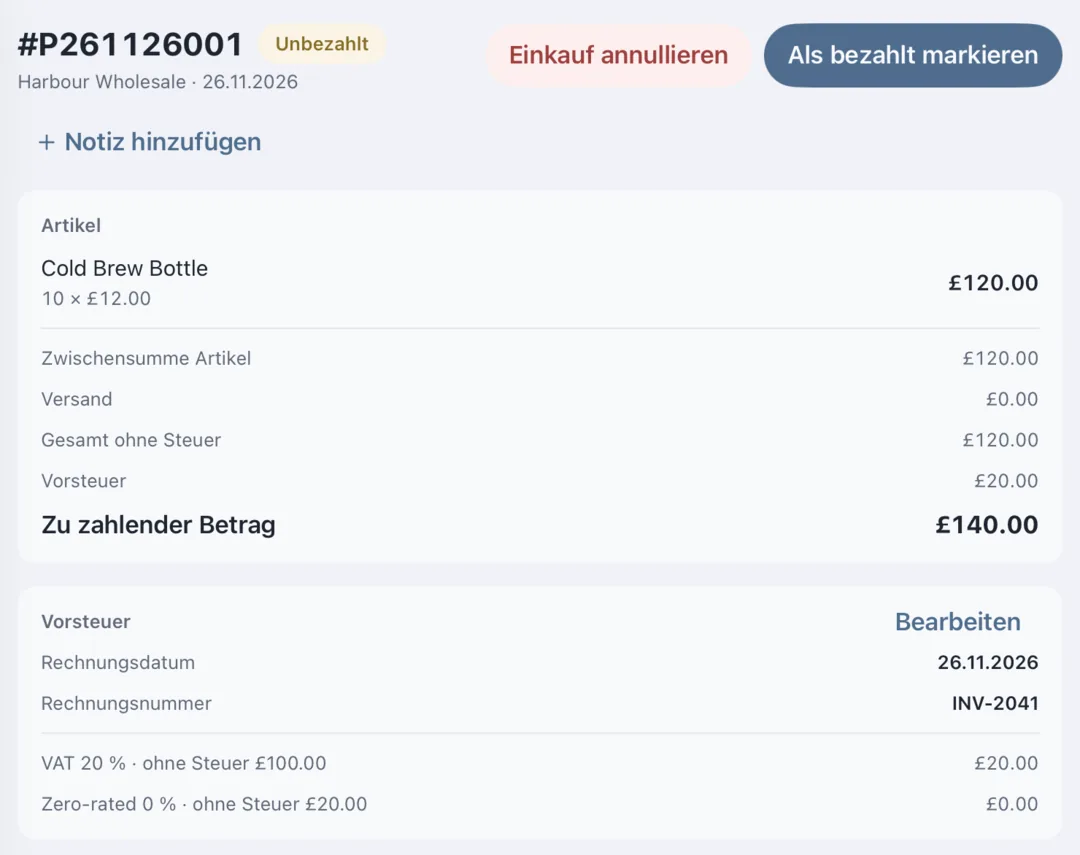 #P261126001 Unbezahlt Einkauf annullieren Als bezahlt markieren
Harbour Wholesale · 26.11.2026
+ Notiz hinzufügen
Artikel
Cold Brew Bottle
10 × £12.00 £120.00
Zwischensumme Artikel £120.00
Versand £0.00
Gesamt ohne Steuer £120.00
Vorsteuer £20.00
Zu zahlender Betrag £140.00
Vorsteuer Bearbeiten
Rechnungsdatum 26.11.2026
Rechnungsnummer INV-2041
VAT 20 % · ohne Steuer £100.00 £20.00
Zero-rated 0 % · ohne Steuer £20.00 £0.00